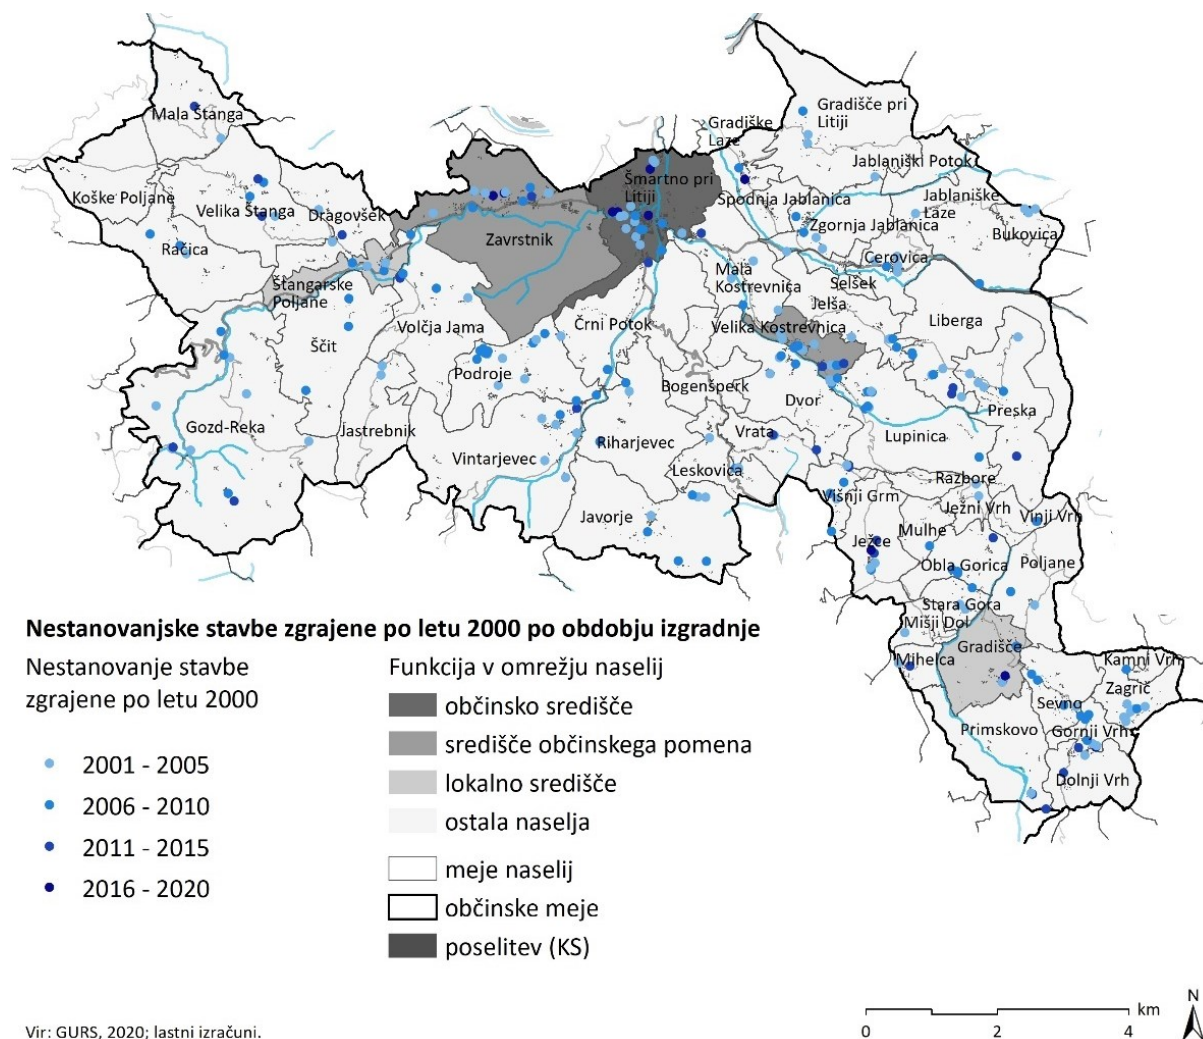 Mala Štanga
Gradišče pri
Litiji
Gradiške
Laze
Jablaniški Potok
Šmartno pri
Litiji
Koške Poljane
Velika Štanga
Dragovšek
Spodnja Jablanica
Jablaniške
Laze
Zgornja Jablanica
Bukovica
Račica
Zavrstnik
Cerovica
Štangarske
Poljane
Mala
Kostrevnica
Selšek
Jelša
Volčja Jama
Črni Potok
Velika Kostrevnica
Liberga
Ščit
Podroje
Bogenšperk
Dvor
Preska
Gozd-Reka
Jastrebnik
Riharjevec
Vrata
Lupinica
Vintarjevec
Leskovica
Razbore
Višnji Grm
Ježni Vrh
Javorje
Mulhe
Vinji Vrh
Ježce
Obla Gorica
Poljane
Stara Gora
Mišji Dol
Gradišče
Mihelca
Kamni Vrh
Zagrič
Sevno
Primskovo
Gornji Vrh
Dolnji Vrh
Nestanovanjske stavbe zgrajene po letu 2000 po obdobju izgradnje
Nestanovanje stavbe
zgrajene po letu 2000
2001 - 2005
2006 - 2010
2011 - 2015
2016 - 2020
Funkcija v omrežju naselij
občinsko središče
središče občinskega pomena
lokalno središče
ostala naselja
meje naselij
občinske meje
poselitev (KS)
Vir: GURS, 2020; lastni izračuni.
km
0 2 4
N